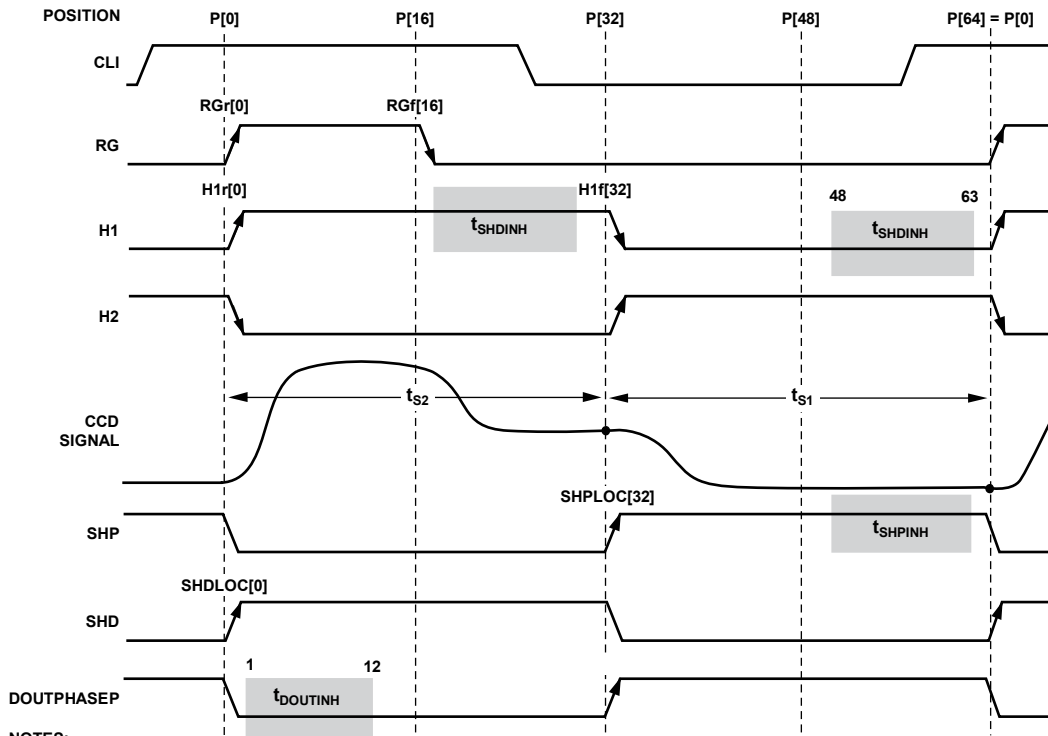 POSITION P[0] P[16] P[32] P[48] P[64] = P[0]
CLI
RGr[0] RGf[16]
RG
H1r[0] H1f[32] 48 63
H1 tSHDINH tSHDINH
H2
tS2 tS1
CCD
SIGNAL
SHPLOC[32]
SHP tSHPINH
SHDLOC[0]
SHD
1 12
DOUTPHASEP tDOUTINH
NOTES: